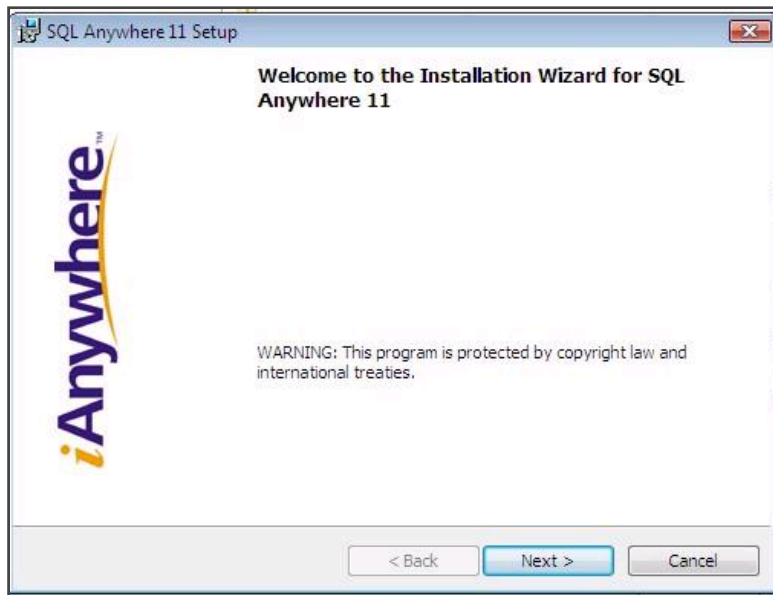 SQL Anywhere 11 Setup
Welcome to the Installation Wizard for SQL
Anywhere 11
iAnywhere™
WARNING: This program is protected by copyright law and
international treaties.
< Back
Next >
Cancel